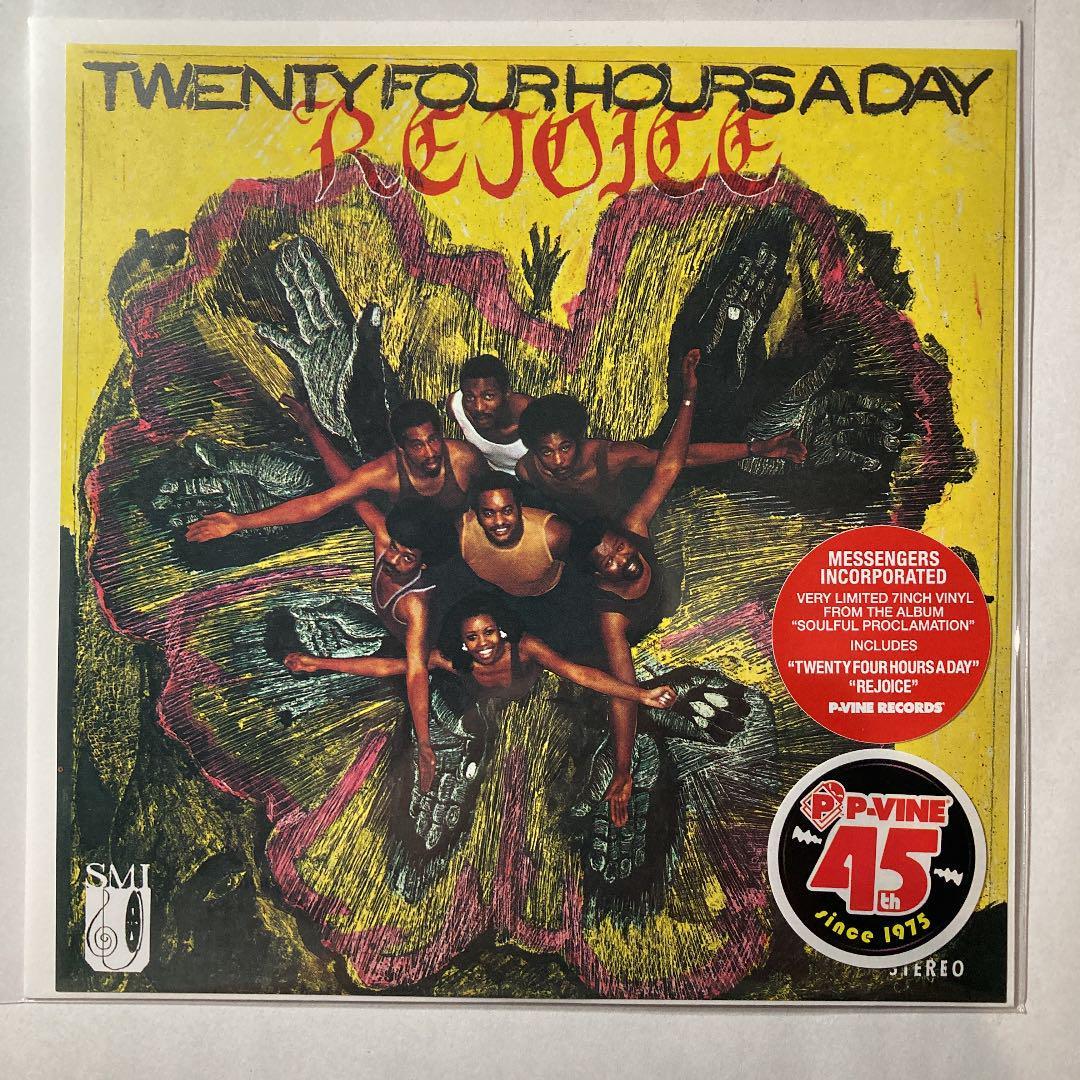 TWENTY FOUR HOURS A DAY
REJOICE
MESSENGERS
INCORPORATED
VERY LIMITED 7INCH VINYL
FROM THE ALBUM
"SOULFUL PROCLAMATION"
INCLUDES
"TWENTY FOUR HOURS A DAY"
"REJOICE"
P-VINE RECORDS
P P-VINE
45th
since 1975
SMI
STEREO